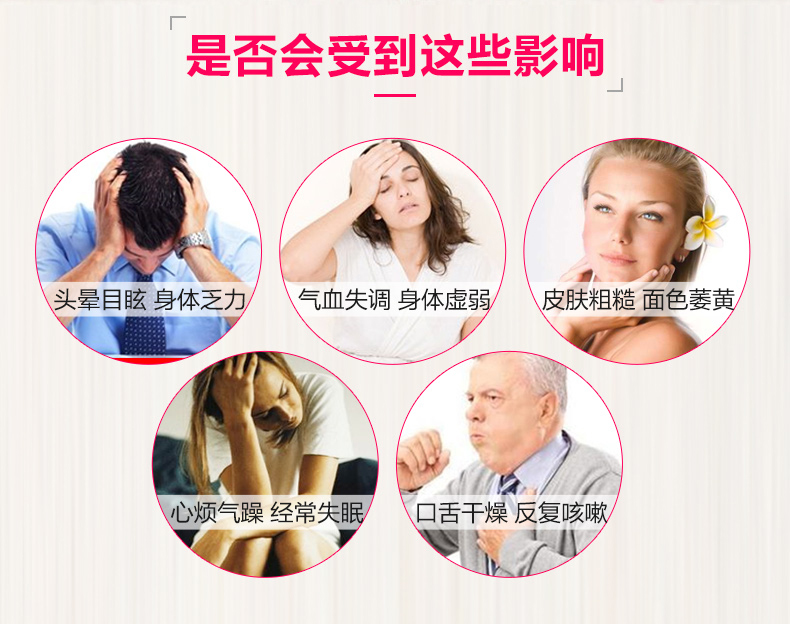 是否会受到这些影响
头晕目眩 身体乏力
气血失调 身体虚弱
皮肤粗糙 面色萎黄
心烦气躁 经常失眠
口舌干燥 反复咳嗽